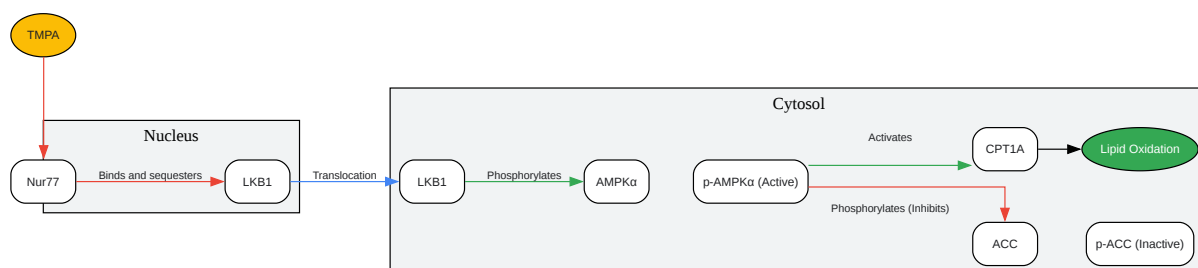 TMPA
Nucleus
Nur77
Binds and sequesters
LKB1
Translocation
Cytosol
LKB1
Phosphorylates
AMPKα
p-AMPKα (Active)
Activates
CPT1A
Lipid Oxidation
Phosphorylates (Inhibits)
ACC
p-ACC (Inactive)